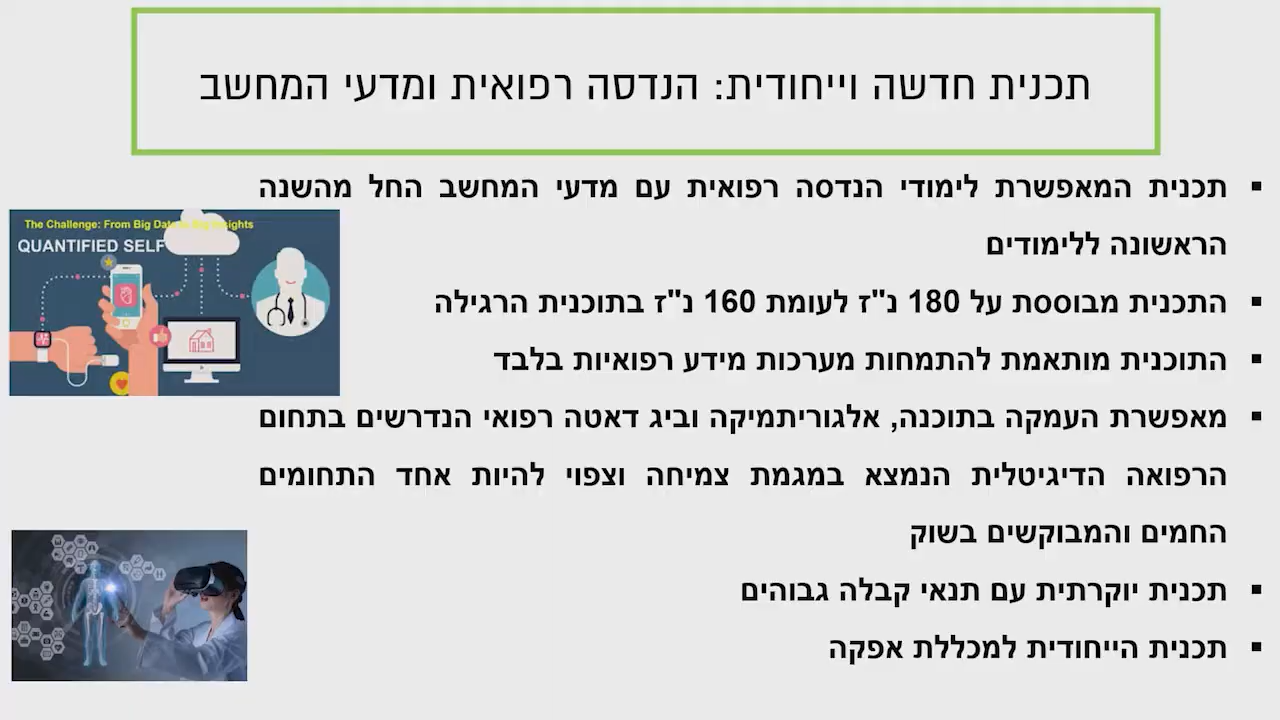 תכנית חדשה וייחודית: הנדסה רפואית ומדעי המחשב
תכנית המאפשרת לימודי הנדסה רפואית עם מדעי המחשב החל מהשנה
הראשונה ללימודים
התכנית מבוססת על 180 נ"ז לעומת 160 נ"ז בתוכנית הרגילה
התוכנית מותאמת להתמחות מערכות מידע רפואיות בלבד
מאפשרת העמקה בתוכנה, אלגוריתמיקה וביג דאטה רפואי הנדרשים בתחום
הרפואה הדיגיטלית הנמצא במגמת צמיחה וצפוי להיות אחד התחומים
החמים והמבוקשים בשוק
תכנית יוקרתית עם תנאי קבלה גבוהים
תכנית הייחודית למכללת אפקה
The Challenge: From Big Data to Big Insights
QUANTIFIED SELF